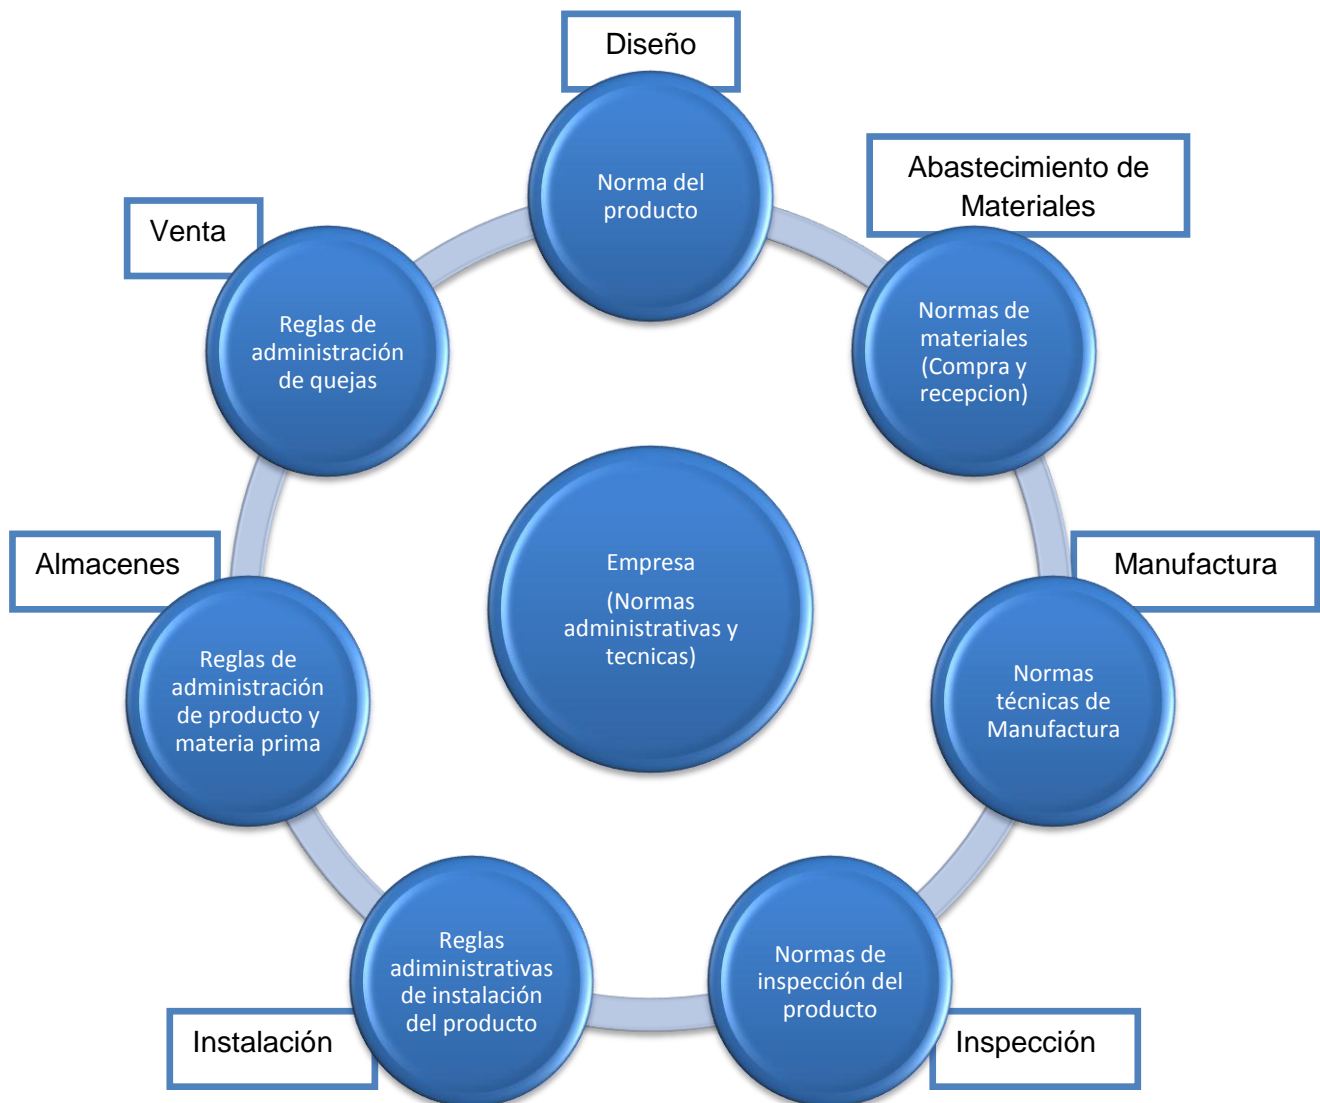 Diseño
Norma del
producto
Abastecimiento de
Materiales
Normas de
materiales
(Compra y
recepcion)
Manufactura
Normas
técnicas de
Manufactura
Inspección
Normas de
inspección del
producto
Instalación
Reglas
adiministrativas
de instalación
del producto
Almacenes
Reglas de
administración
de producto y
materia prima
Venta
Reglas de
administración
de quejas
Empresa
(Normas
administrativas y
tecnicas)